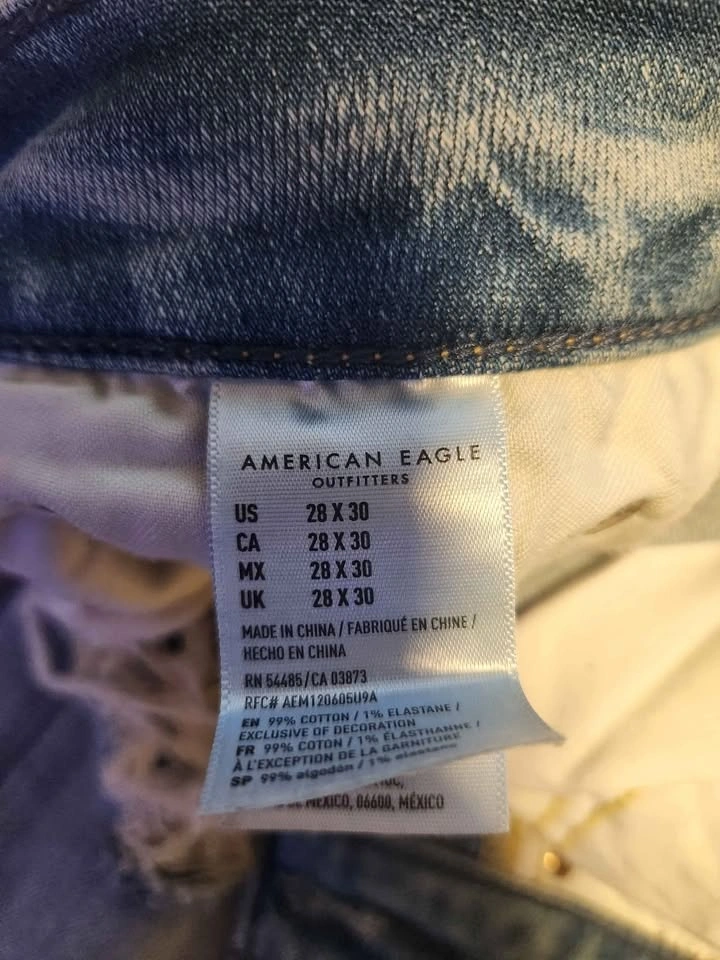 AMERICAN EAGLE
OUTFITTERS
US 28 X 30
CA 28 X 30
MX 28 X 30
UK 28 X 30
MADE IN CHINA / FABRIQUÉ EN CHINE /
HECHO EN CHINA
RN 54485/CA 03873
RFC# AEM120605U9A
EN 99% COTTON / 1% ELASTANE /
EXCLUSIVE OF DECORATION
FR 99% COTON / 1% ÉLASTHANNE /
À L'EXCEPTION DE LA GARNITURE
SP 99% algodón / 1% elastano
MEXICO, 06600, MÉXICO